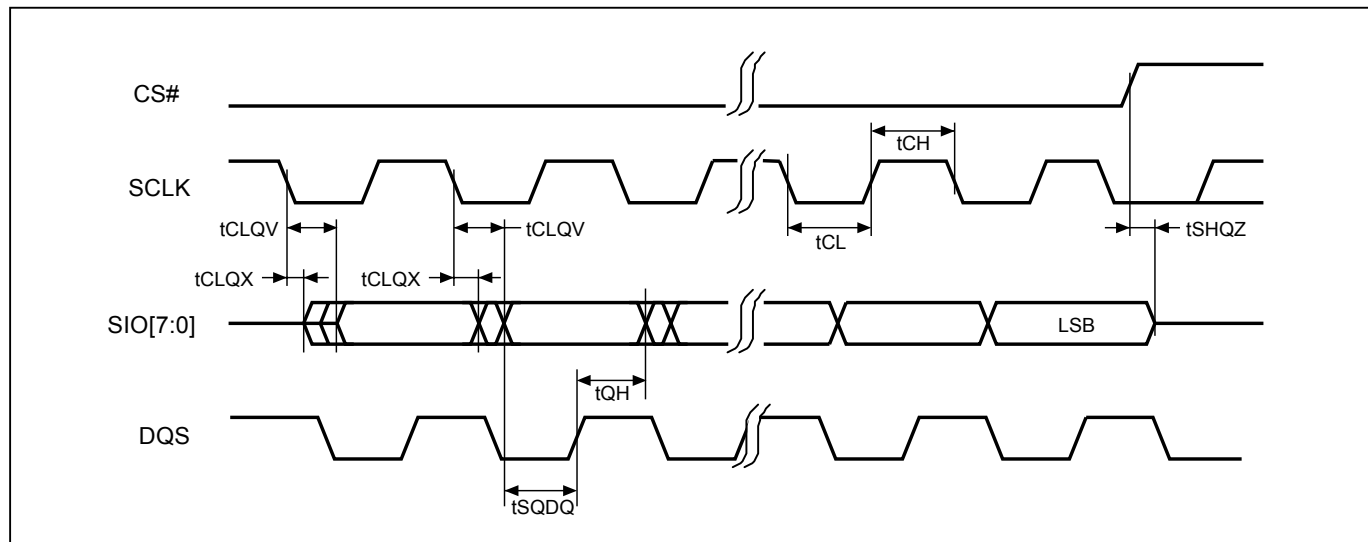 CS#
tCH
SCLK
tCLQV
tCLQV
tCL
tSHQZ
tCLQX
tCLQX
SIO[7:0]
LSB
tQH
DQS
tSQDQ